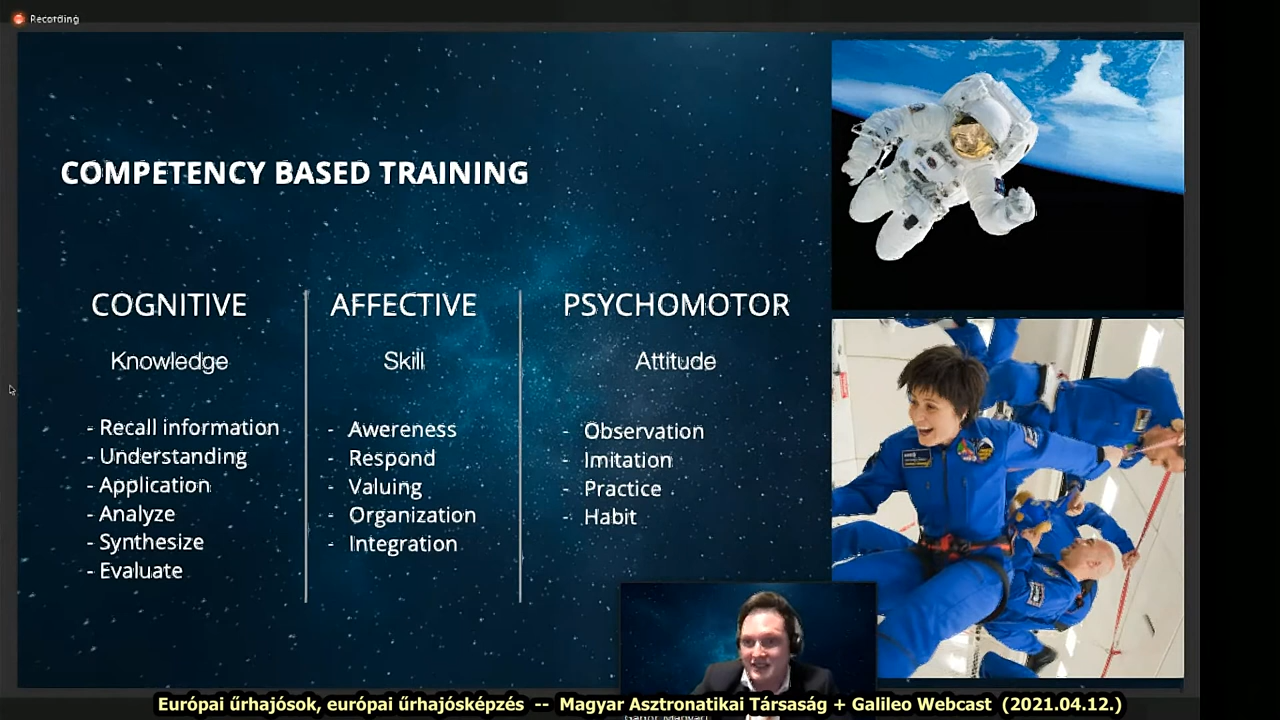 Recording
COMPETENCY BASED TRAINING
COGNITIVE
Knowledge
- Recall information
- Understanding
- Application
- Analyze
- Synthesize
- Evaluate
AFFECTIVE
Skill
- Awereness
- Respond
- Valuing
- Organization
- Integration
PSYCHOMOTOR
Attitude
- Observation
- Imitation
- Practice
- Habit
Európai űrhajósok, európai űrhajósképzés -- Magyar Asztronatikai Társaság + Galileo Webcast (2021.04.12.)